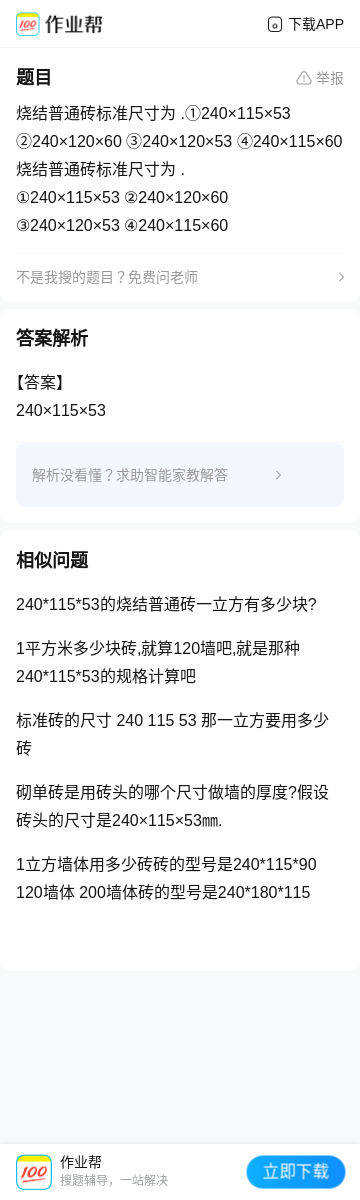 100 作业帮 下载APP
题目 举报
烧结普通砖标准尺寸为 .①240×115×53
②240×120×60 ③240×120×53 ④240×115×60
烧结普通砖标准尺寸为 .
①240×115×53 ②240×120×60
③240×120×53 ④240×115×60
不是我搜的题目？免费问老师
答案解析
【答案】
240×115×53
解析没看懂？求助智能家教解答
相似问题
240*115*53的烧结普通砖一立方有多少块?
1平方米多少块砖,就算120墙吧,就是那种
240*115*53的规格计算吧
标准砖的尺寸 240 115 53 那一立方要用多少
砖
砌单砖是用砖头的哪个尺寸做墙的厚度?假设
砖头的尺寸是240×115×53㎜.
1立方墙体用多少砖砖的型号是240*115*90
120墙体 200墙体砖的型号是240*180*115
100 作业帮
搜题辅导，一站解决
立即下载